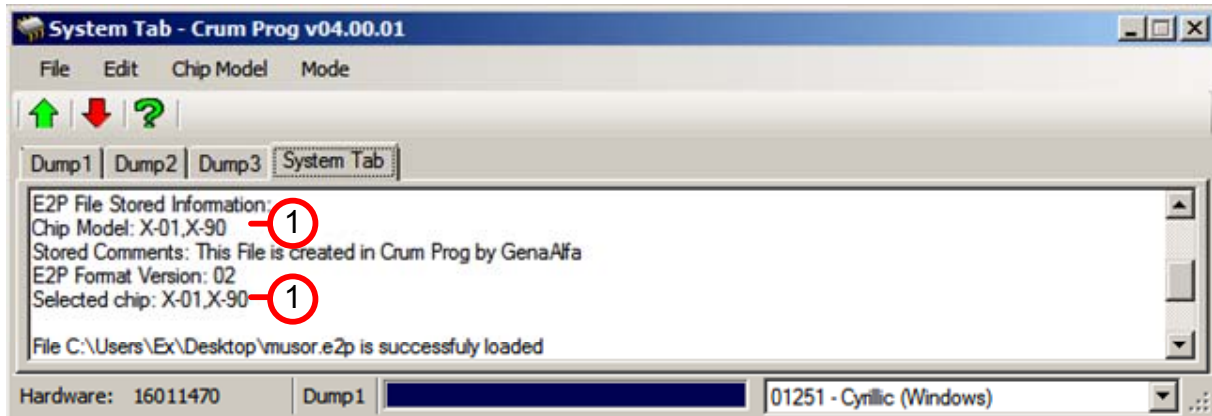 System Tab - Crum Prog v04.00.01
File Edit Chip Model Mode
Dump1 Dump2 Dump3 System Tab
E2P File Stored Information:
Chip Model: X-01,X-90 1
Stored Comments: This File is created in Crum Prog by GenaAlfa
E2P Format Version: 02
Selected chip: X-01,X-90 1
File C:\Users\Ex\Desktop\musor.e2p is successfuly loaded
Hardware: 16011470 Dump1 01251 - Cyrillic (Windows)